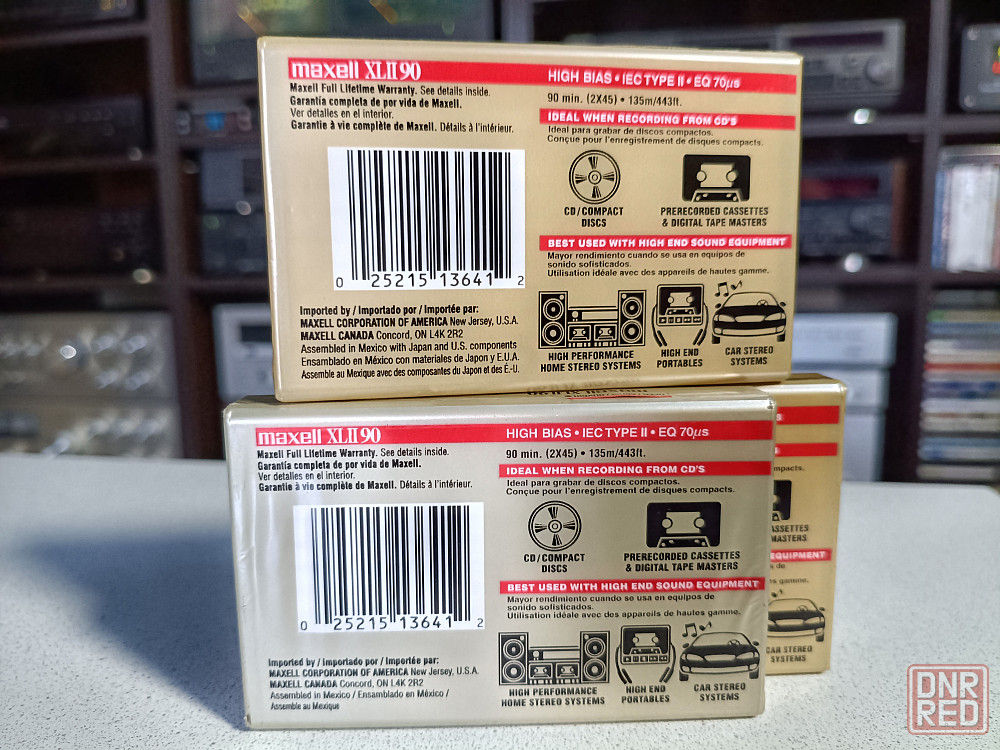 maxell XLII 90
Maxell Full Lifetime Warranty. See details inside.
Garantía completa de por vida de Maxell.
Ver detalles en el interior.
Garantie à vie complète de Maxell. Détails à l'intérieur.
0 25215 13641 2
Imported by / Importado por / Importée par:
MAXELL CORPORATION OF AMERICA New Jersey, U.S.A.
MAXELL CANADA Concord, ON L4K 2R2
Assembled in Mexico with Japan and U.S. components
Ensamblado en México con materiales de Japon y E.U.A.
Assemble au Mexique avec des composantes du Japon et des É.-U.
HIGH BIAS • IEC TYPE II • EQ 70µs
90 min. (2X45) • 135m/443ft.
IDEAL WHEN RECORDING FROM CD'S
Ideal para grabar de discos compactos.
Conçue pour l'enregistrement de disques compacts.
CD/COMPACT
DISCS
PRERECORDED CASSETTES
& DIGITAL TAPE MASTERS
BEST USED WITH HIGH END SOUND EQUIPMENT
Mayor rendimiento cuando se usa en equipos de
sonido sofisticados.
Utilisation idéale avec des appareils de hautes gamme.
HIGH PERFORMANCE
HOME STEREO SYSTEMS
HIGH END
PORTABLES
CAR STEREO
SYSTEMS
maxell XLII 90
Maxell Full Lifetime Warranty. See details inside.
Garantía completa de por vida de Maxell.
Ver detalles en el interior.
Garantie à vie complète de Maxell. Détails à l'intérieur.
0 25215 13641 2
Imported by / Importado por / Importée par:
MAXELL CORPORATION OF AMERICA New Jersey, U.S.A.
MAXELL CANADA Concord, ON L4K 2R2
Assembled in Mexico / Ensamblado en México /
Assemble au Mexique
HIGH BIAS • IEC TYPE II • EQ 70µs
90 min. (2X45) • 135m/443ft.
IDEAL WHEN RECORDING FROM CD'S
Ideal para grabar de discos compactos.
Conçue pour l'enregistrement de disques compacts.
CD/COMPACT
DISCS
PRERECORDED CASSETTES
& DIGITAL TAPE MASTERS
BEST USED WITH HIGH END SOUND EQUIPMENT
Mayor rendimiento cuando se usa en equipos de
sonido sofisticados.
Utilisation idéale avec des appareils de hautes gamme.
HIGH PERFORMANCE
HOME STEREO SYSTEMS
HIGH END
PORTABLES
CAR STEREO
SYSTEMS
MASTERS
EQUIPMENT
gamme.
CAR STEREO
SYSTEMS
DNR
RED